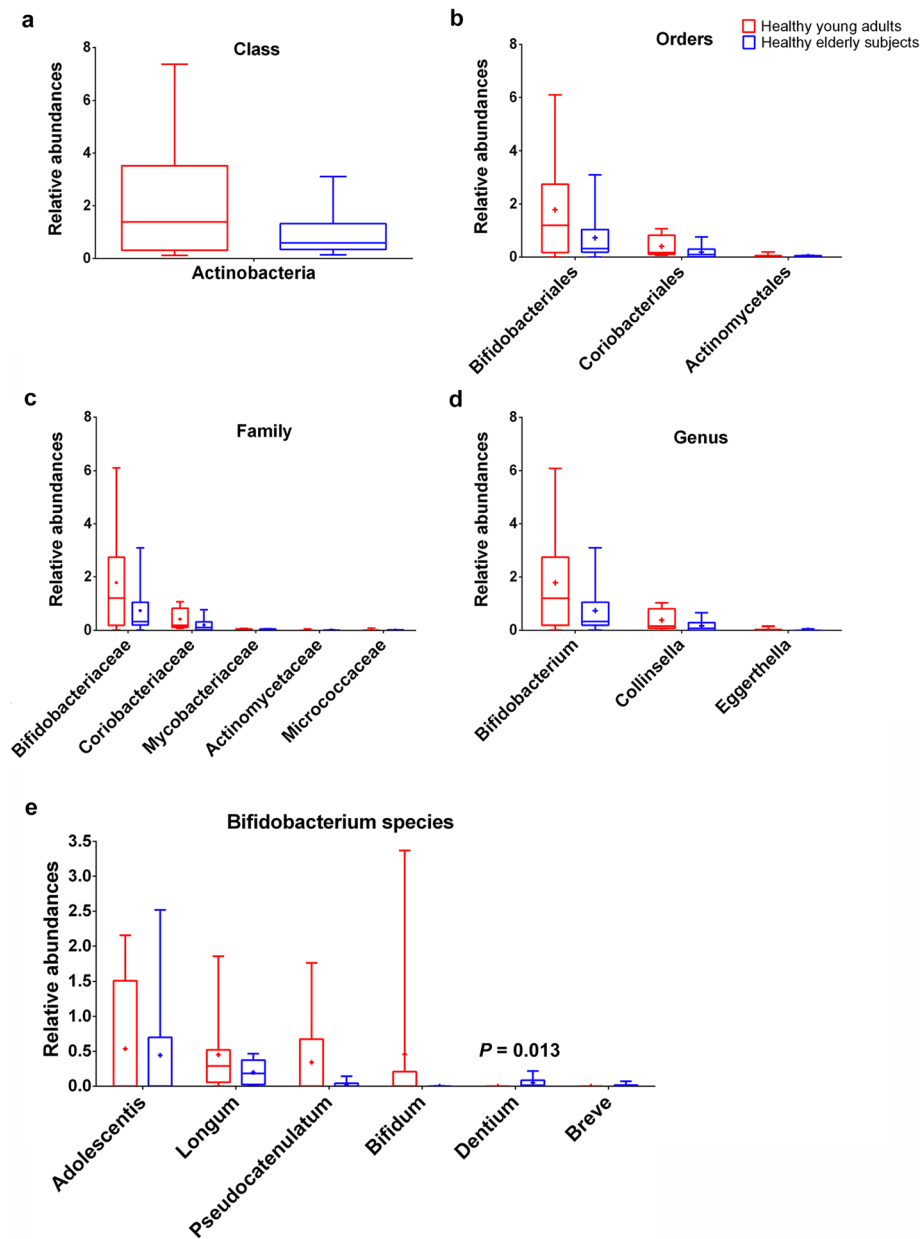 a
Class
Relative abundances
8
6
4
2
0
Actinobacteria
b
Orders
Healthy young adults
Healthy elderly subjects
Relative abundances
8
6
4
2
0
Bifidobacteriales
Coriobacteriales
Actinomycetales
c
Family
Relative abundances
8
6
4
2
0
Bifidobacteriaceae
Coriobacteriaceae
Mycobacteriaceae
Actinomycetaceae
Micrococcaceae
d
Genus
Relative abundances
8
6
4
2
0
Bifidobacterium
Collinsella
Eggerthella
e
Bifidobacterium species
Relative abundances
3.5
3.0
2.5
2.0
1.5
1.0
0.5
0.0
P = 0.013
Adolescentis
Longum
Pseudocatenulatum
Bifidum
Dentium
Breve